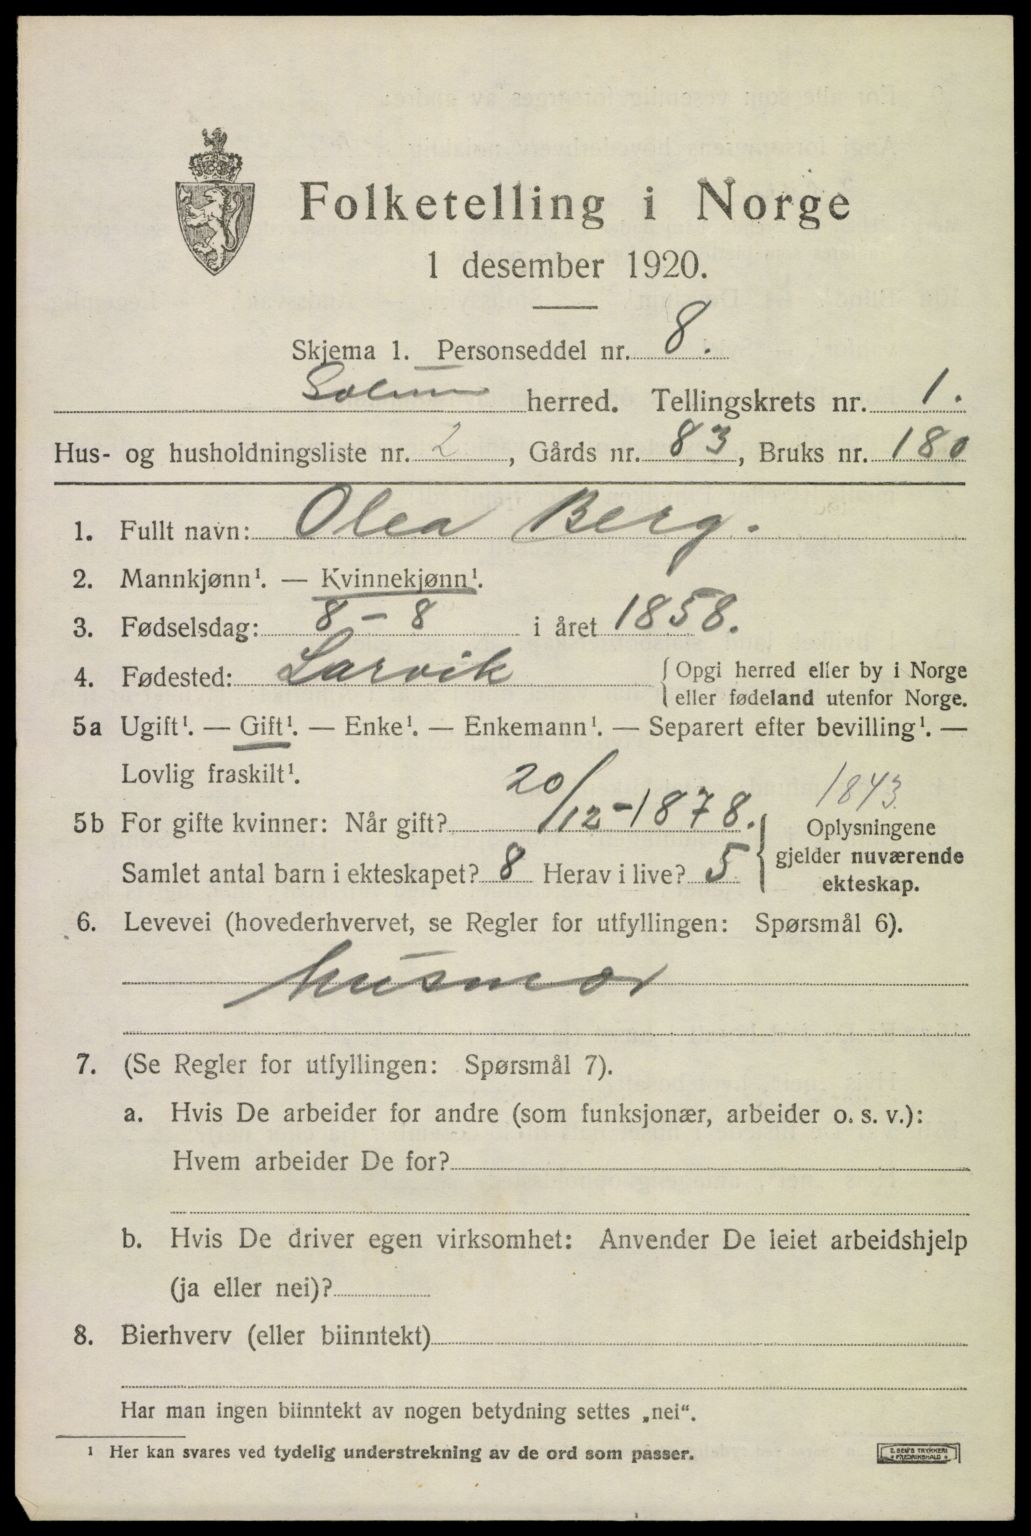 Folketelling i Norge
1 desember 1920.
Skjema 1. Personseddel nr. 8.
Solum herred. Tellingskrets nr. 1.
Hus- og husholdningsliste nr. 2, Gårds nr. 83, Bruks nr. 180
1. Fullt navn: Olea Berg.
2. Mannkjønn¹. — Kvinnekjønn¹.
3. Fødselsdag: 8 – 8 i året 1858.
4. Fødested: Larvik { Opgi herred eller by i Norge
eller fødeland utenfor Norge.
5a Ugift¹. — Gift¹. — Enke¹. — Enkemann¹. — Separert efter bevilling¹. —
Lovlig fraskilt¹.
1843
5b For gifte kvinner: Når gift? 20/12-1878. } Oplysningene
gjelder nuværende
Samlet antal barn i ekteskapet? 8 Herav i live? 5
ekteskap.
6. Levevei (hovederhvervet, se Regler for utfyllingen: Spørsmål 6).
husmor
7. (Se Regler for utfyllingen: Spørsmål 7).
a. Hvis De arbeider for andre (som funksjonær, arbeider o. s. v.):
Hvem arbeider De for?
b. Hvis De driver egen virksomhet: Anvender De leiet arbeidshjelp
(ja eller nei)?
8. Bierhverv (eller biinntekt)
Har man ingen biinntekt av nogen betydning settes „nei“.
¹ Her kan svares ved tydelig understrekning av de ord som passer.
E. SEM'S TRYKKERI
FREDRIKSHALD